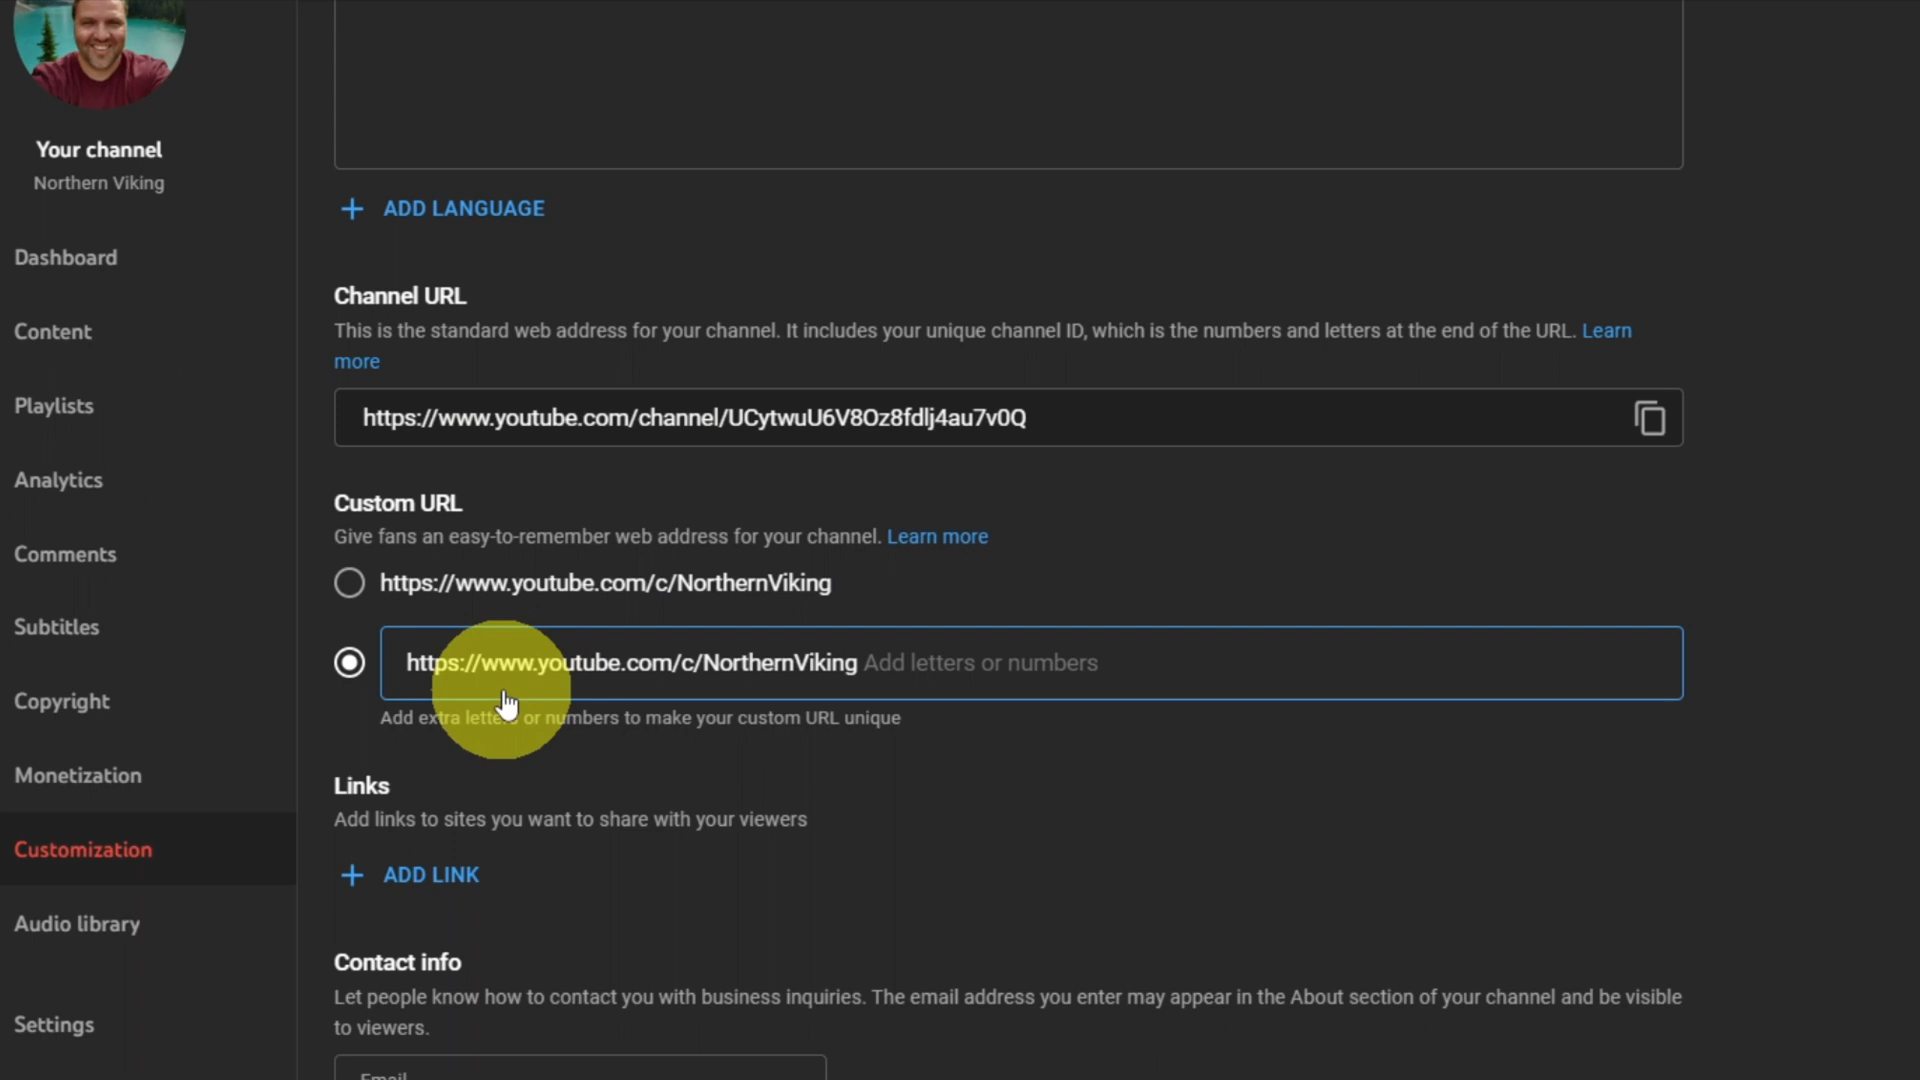 Your channel
Northern Viking
Dashboard
Content
Playlists
Analytics
Comments
Subtitles
Copyright
Monetization
Customization
Audio library
Settings
ADD LANGUAGE
Channel URL
This is the standard web address for your channel. It includes your unique channel ID, which is the numbers and letters at the end of the URL. Learn
more
https://www.youtube.com/channel/UCytwuU6V8Oz8fdlj4au7v0Q
Custom URL
Give fans an easy-to-remember web address for your channel. Learn more
https://www.youtube.com/c/NorthernViking
https://www.youtube.com/c/NorthernViking Add letters or numbers
Add extra letters or numbers to make your custom URL unique
Links
Add links to sites you want to share with your viewers
ADD LINK
Contact info
Let people know how to contact you with business inquiries. The email address you enter may appear in the About section of your channel and be visible
to viewers.
Email